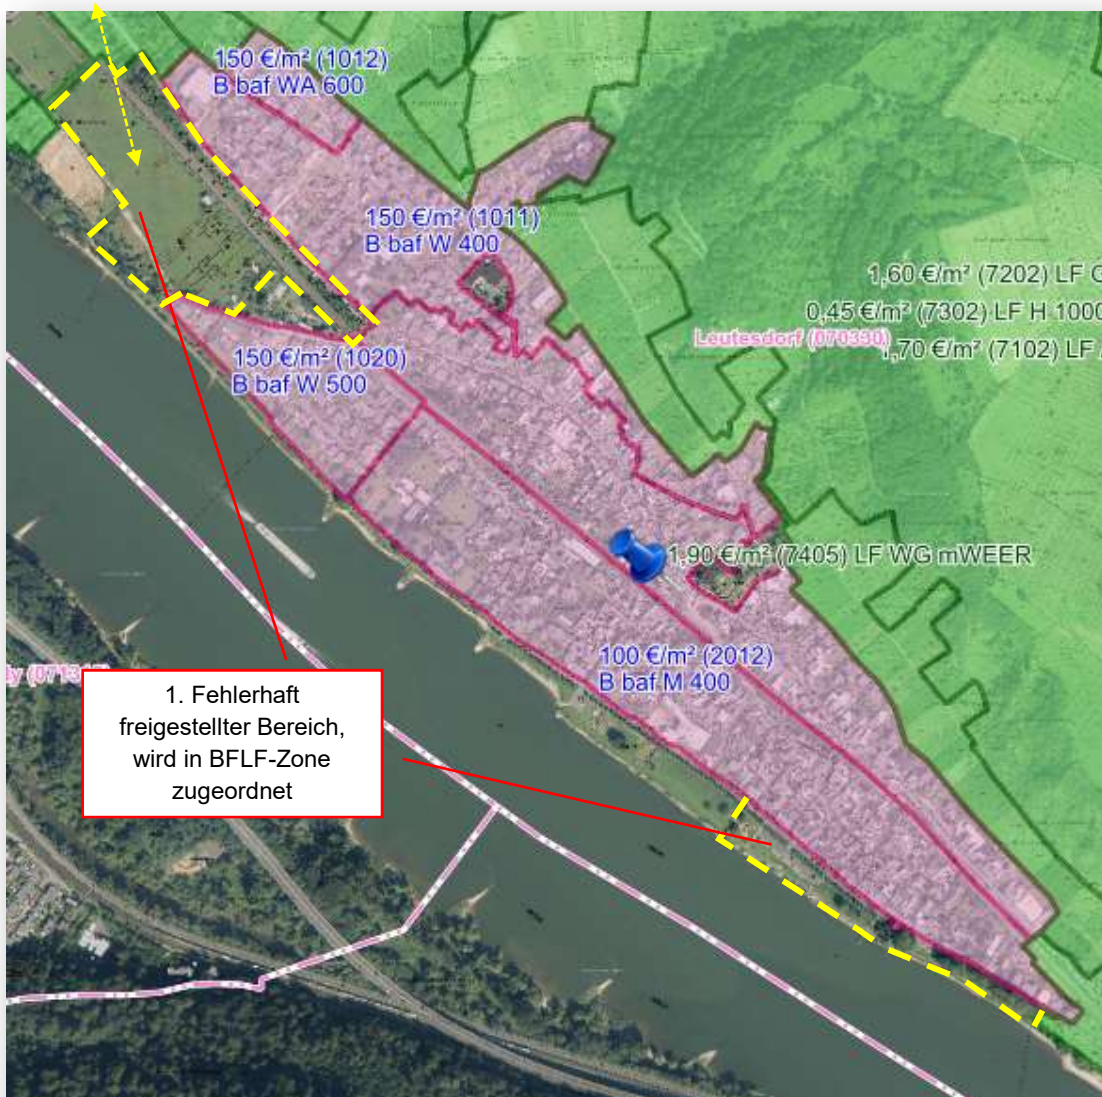 150 €/m² (1012)
B baf WA 600
150 €/m² (1011)
B baf W 400
1,60 €/m² (7202) LF
0,45 €/m² (7302) LF H 1000
Leutesdorf (070330)
1,70 €/m² (7102) LF
150 €/m² (1020)
B baf W 500
1,90 €/m² (7405) LF WG mWEER
100 €/m² (2012)
B baf M 400
1. Fehlerhaft
freigestellter Bereich,
wird in BFLF-Zone
zugeordnet